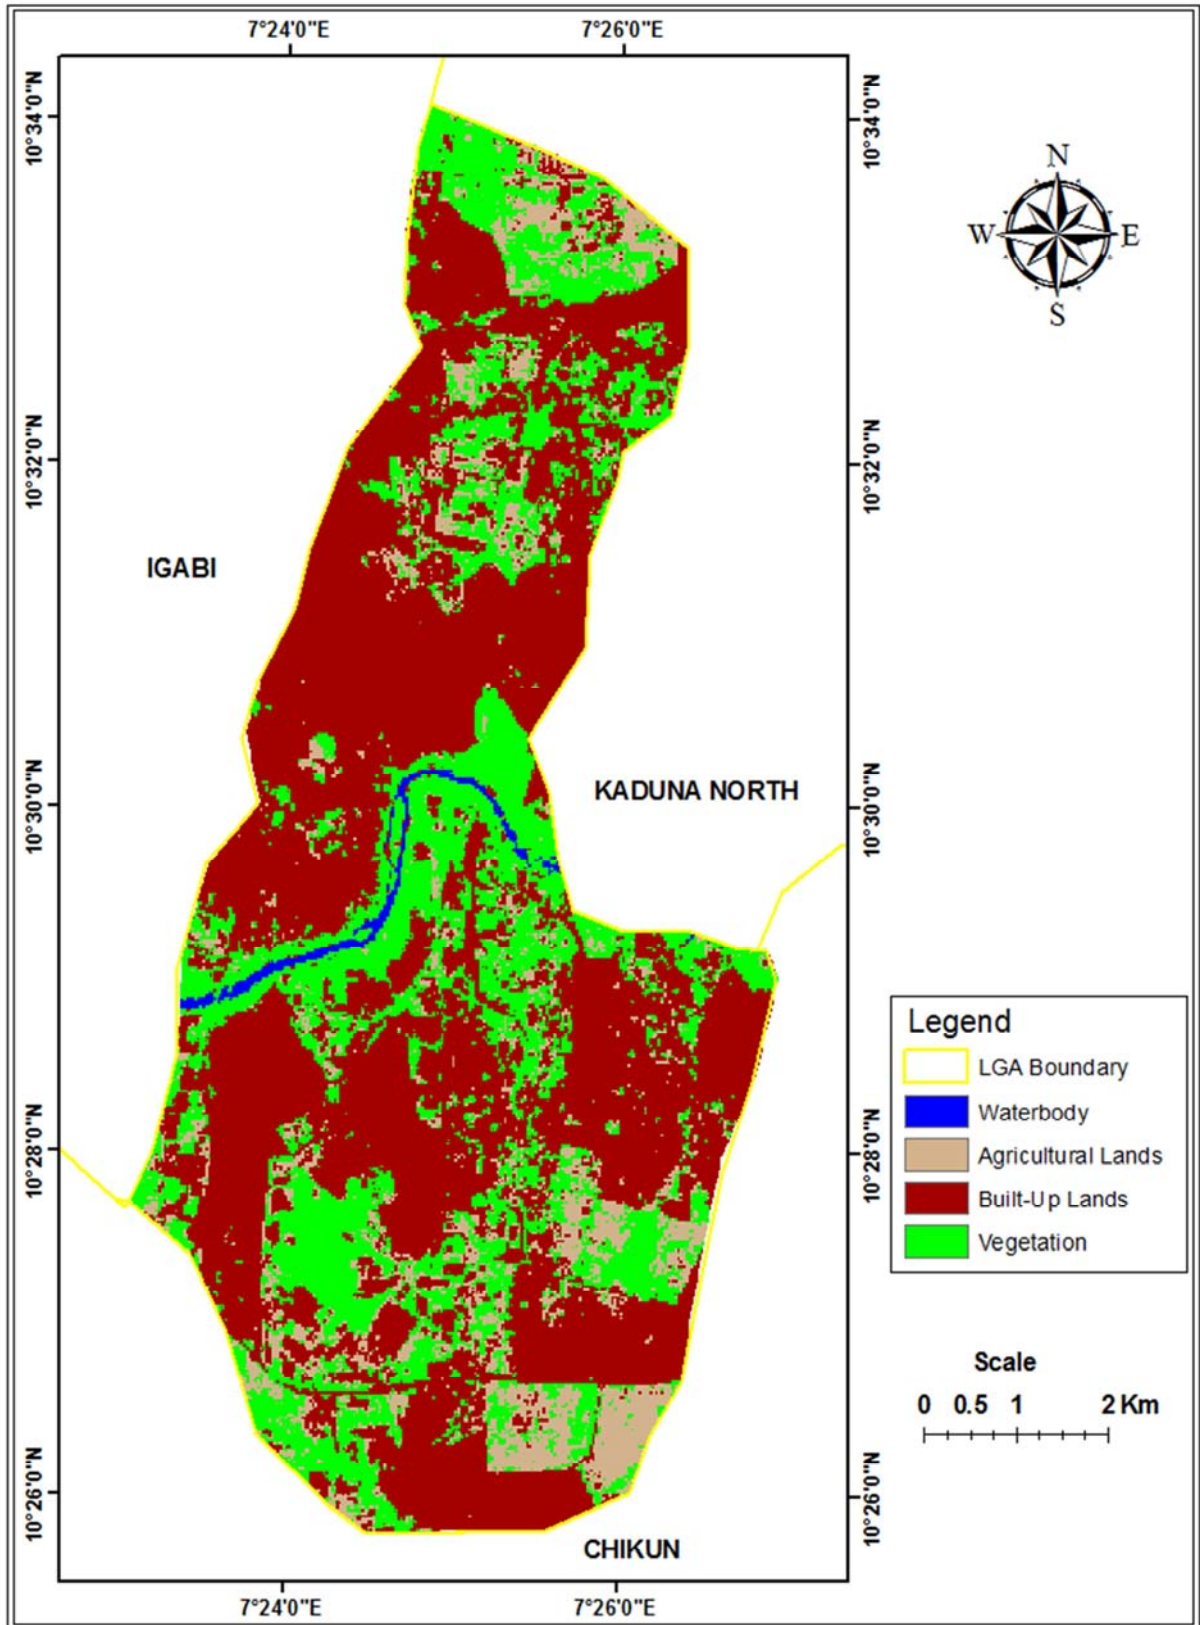 7°24'0"E 7°26'0"E
10°34'0"N 10°34'0"N
N
W E
S
10°32'0"N 10°32'0"N
IGABI
KADUNA NORTH
10°30'0"N 10°30'0"N
Legend
LGA Boundary
Waterbody
Agricultural Lands
Built-Up Lands
Vegetation
10°28'0"N 10°28'0"N
Scale
0 0.5 1 2 Km
10°26'0"N 10°26'0"N
CHIKUN
7°24'0"E 7°26'0"E